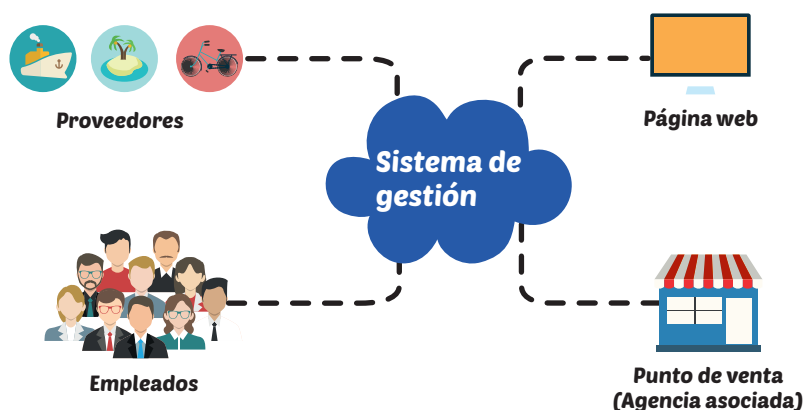 Proveedores
Página web
Sistema de
gestión
Empleados
Punto de venta
(Agencia asociada)